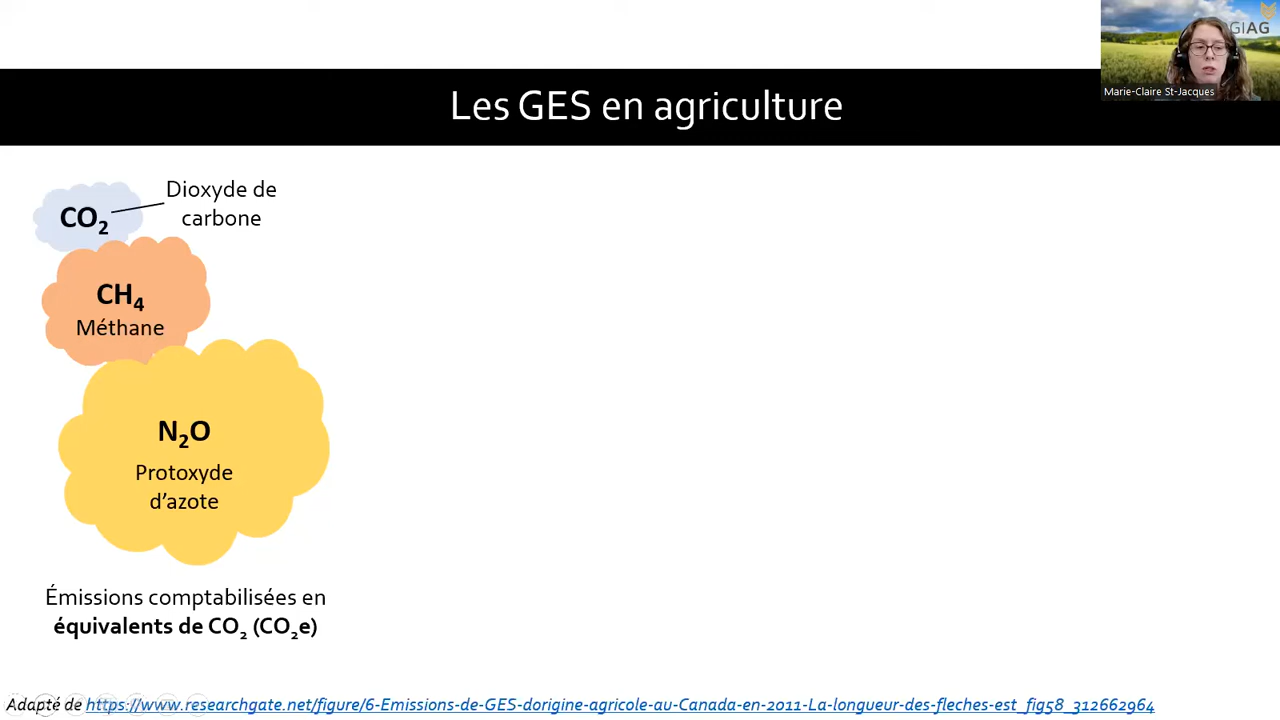 GIAG
Marie-Claire St-Jacques
Les GES en agriculture
CO₂
Dioxyde de
carbone
CH₄
Méthane
N₂O
Protoxyde
d'azote
Émissions comptabilisées en
équivalents de CO₂ (CO₂e)
Adapté de https://www.researchgate.net/figure/6-Emissions-de-GES-dorigine-agricole-au-Canada-en-2011-La-longueur-des-fleches-est_fig58_312662964